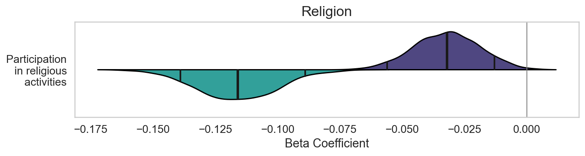 Religion
Participation
in religious
activities
−0.175 −0.150 −0.125 −0.100 −0.075 −0.050 −0.025 0.000
Beta Coefficient